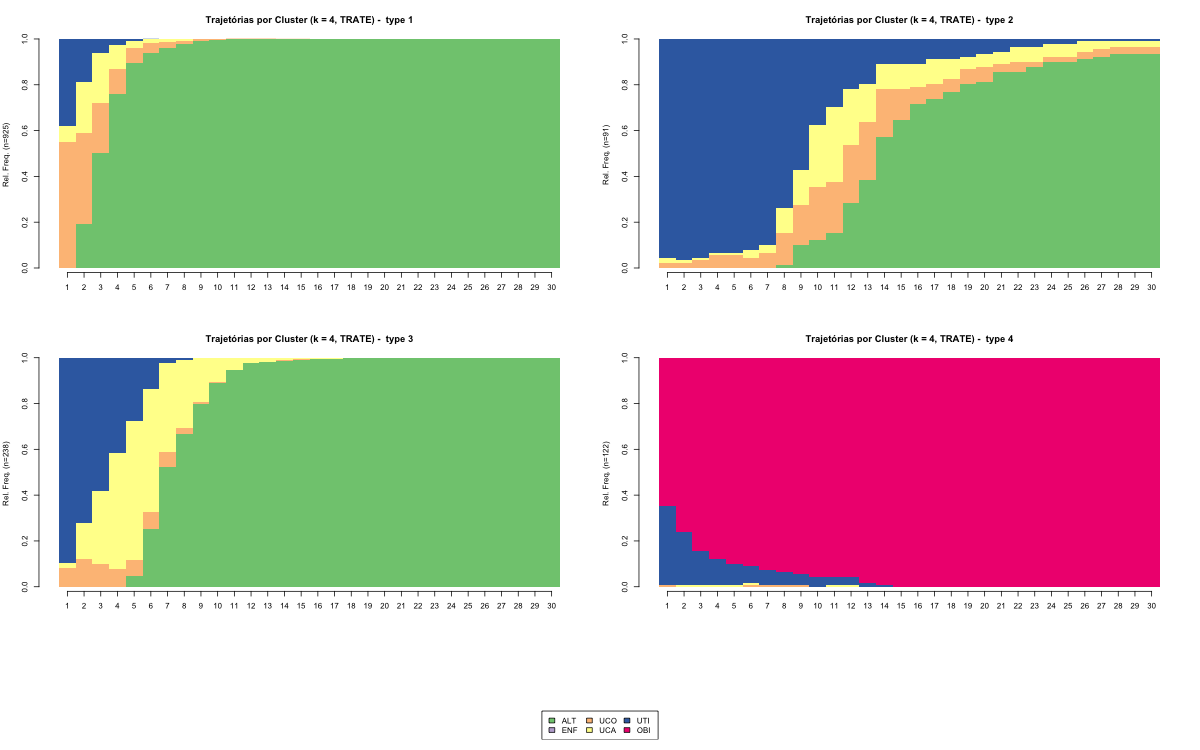 Trajetórias por Cluster (k = 4, TRATE) - type 1
Rel. Freq. (n=925)
0.0 0.2 0.4 0.6 0.8 1.0
1 2 3 4 5 6 7 8 9 10 11 12 13 14 15 16 17 18 19 20 21 22 23 25 26 27 28 30
Trajetórias por Cluster (k = 4, TRATE) - type 2
Rel. Freq. (n=91)
0.0 0.2 0.4 0.6 0.8 1.0
1 2 3 4 5 6 7 8 9 10 11 12 13 14 15 16 17 18 19 20 21 22 23 25 26 27 28 30
Trajetórias por Cluster (k = 4, TRATE) - type 3
Rel. Freq. (n=238)
0.0 0.2 0.4 0.6 0.8 1.0
1 2 3 4 5 6 7 8 9 10 11 12 13 14 15 16 17 18 19 20 21 22 23 25 26 27 28 30
Trajetórias por Cluster (k = 4, TRATE) - type 4
Rel. Freq. (n=122)
0.0 0.2 0.4 0.6 0.8 1.0
1 2 3 4 5 6 7 8 9 10 11 12 13 14 15 16 17 18 19 20 21 22 23 25 26 27 28 30
ALT UCO UTI
ENF UCA OBI